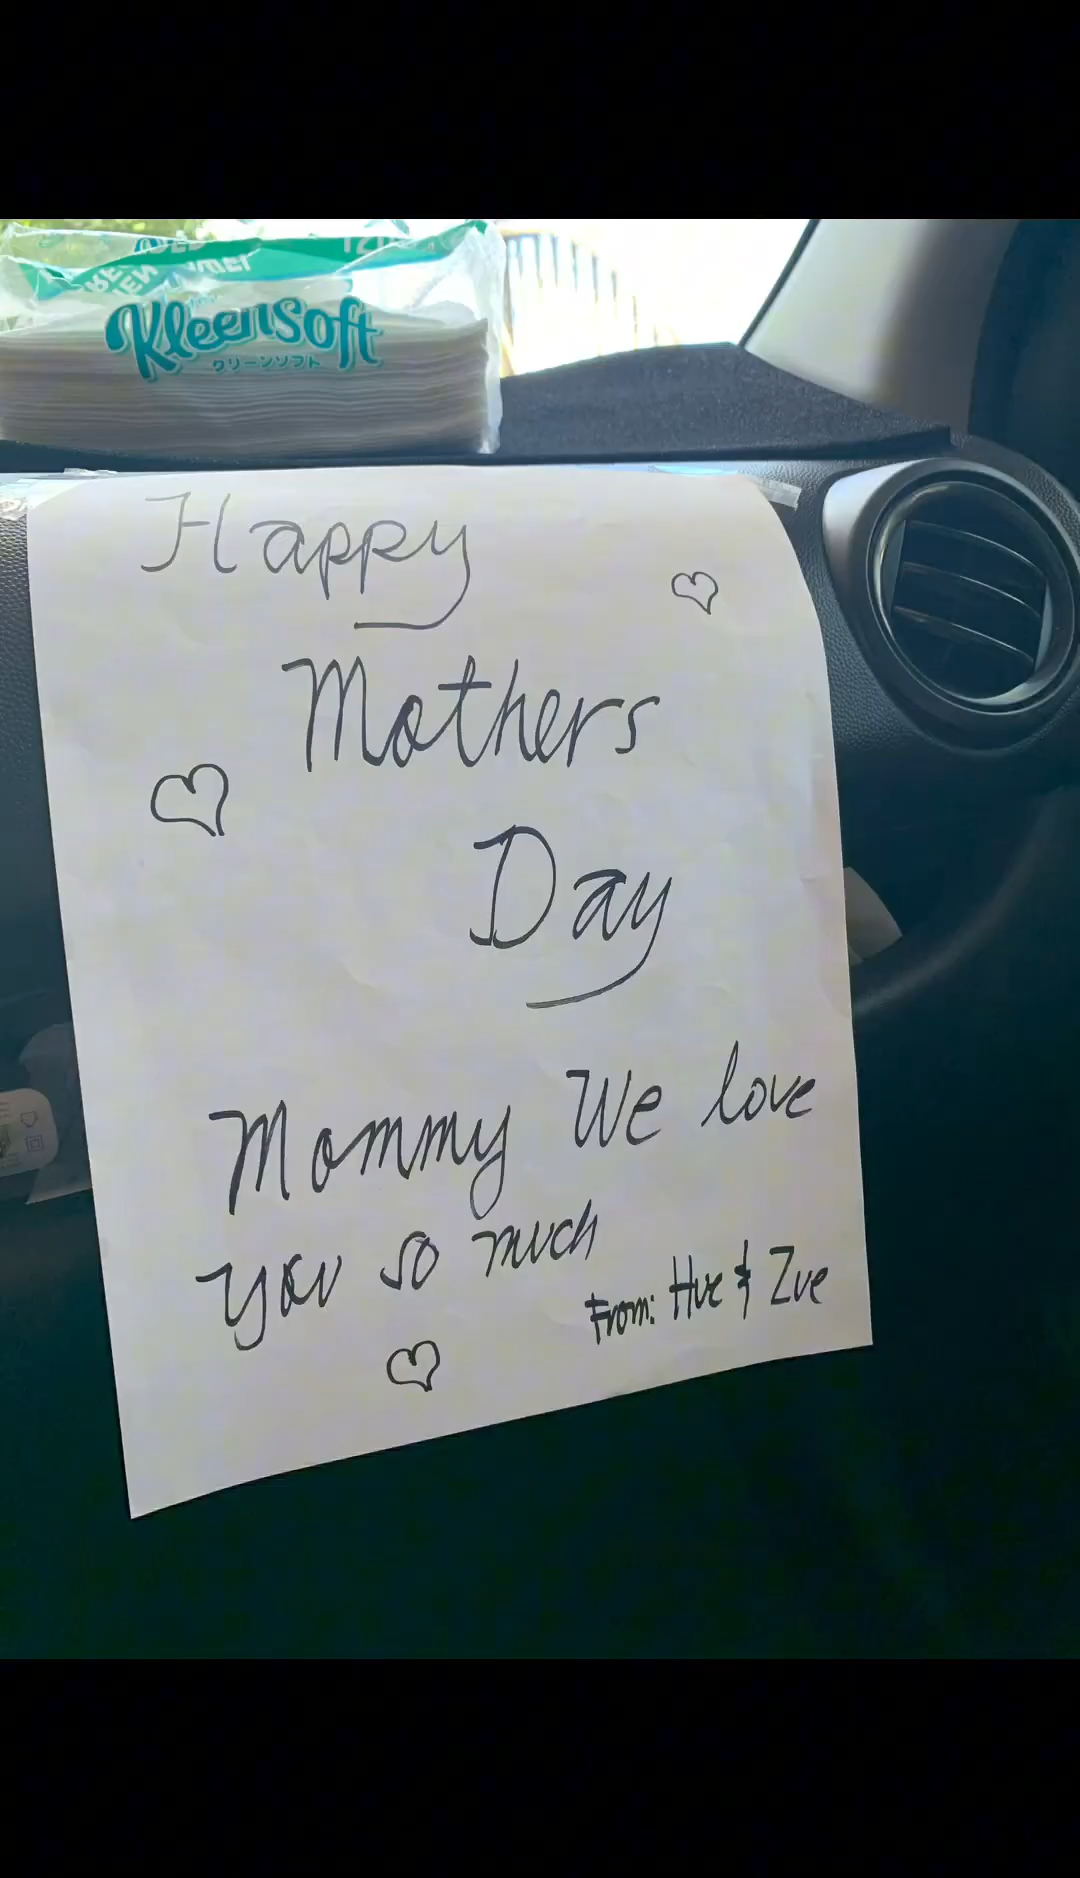 KleenSoft
クリーンソフト
Happy
Mothers
Day
Mommy We love
you so much
From: Hue & Zue